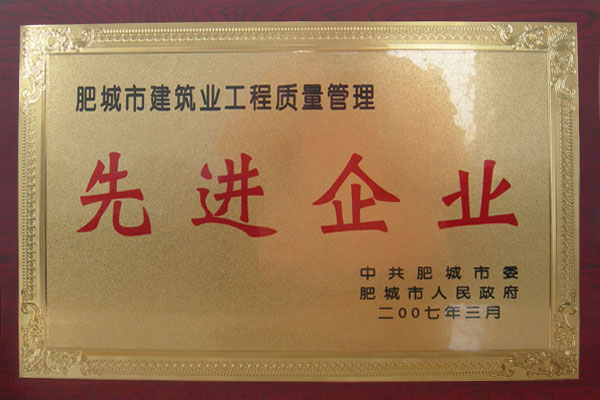 肥城市建筑业工程质量管理
先进企业
中共肥城市委
肥城市人民政府
二00七年三月